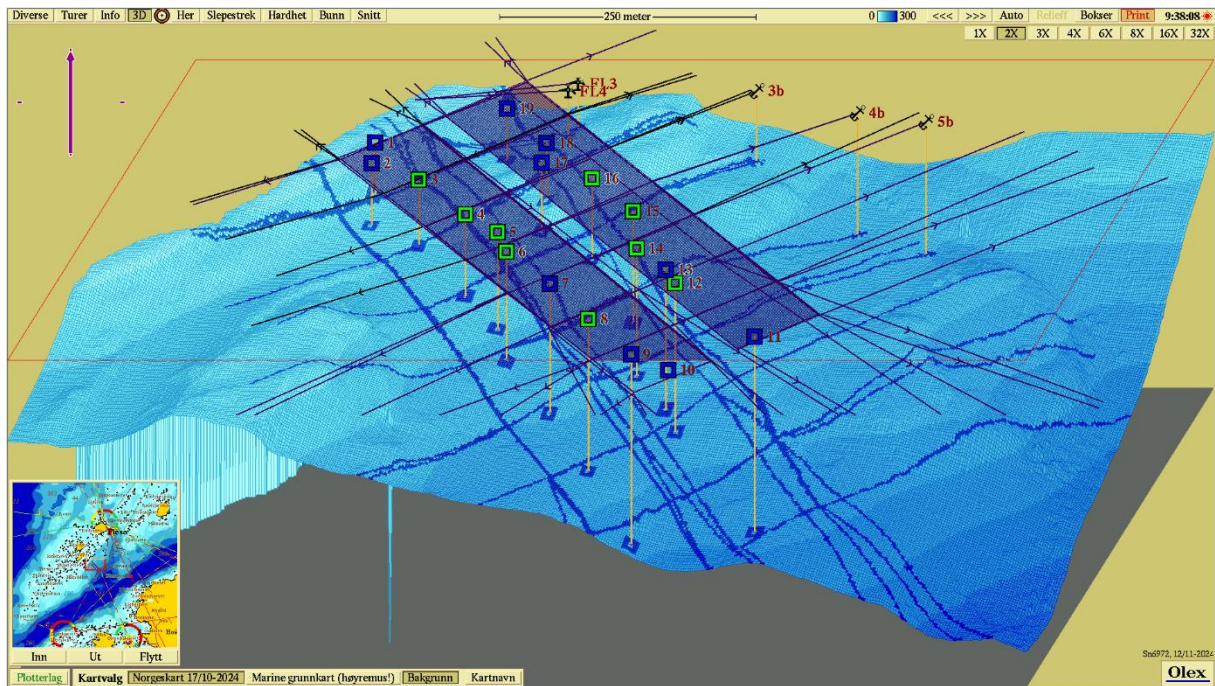 Diverse Turer Info 3D Her Slepestrek Hardhet Bunn Snitt
250 meter
0 300 <<< >>> Auto Relieff Bokser Print 9:38:08
1X 2X 3X 4X 6X 8X 16X 32X
FL3
FL4
3b
4b
5b
19
1
18
2
17
3
16
4
15
5
14
6
13
7
12
8
11
9
10
Inn Ut Flytt
Sn6972, 12/11-2024
Plotterlag Kartvalg Norgeskart 17/10-2024 Marine grunnkart (høyremus!) Bakgrunn Kartnavn
Olex